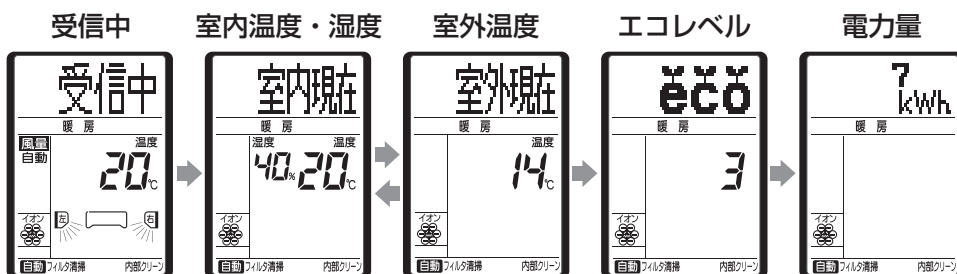 受信中
受信中
暖 房
風量
自動
温度
20℃
イオン
左
右
自動 フィルタ清掃 内部クリーン
室内温度・湿度
室内現在
暖 房
湿度 温度
40% 20℃
イオン
自動 フィルタ清掃 内部クリーン
室外温度
室外現在
暖 房
温度
14℃
イオン
自動 フィルタ清掃 内部クリーン
エコレベル
eco
暖 房
3
イオン
自動 フィルタ清掃 内部クリーン
電力量
7
kWh
暖 房
イオン
自動 フィルタ清掃 内部クリーン